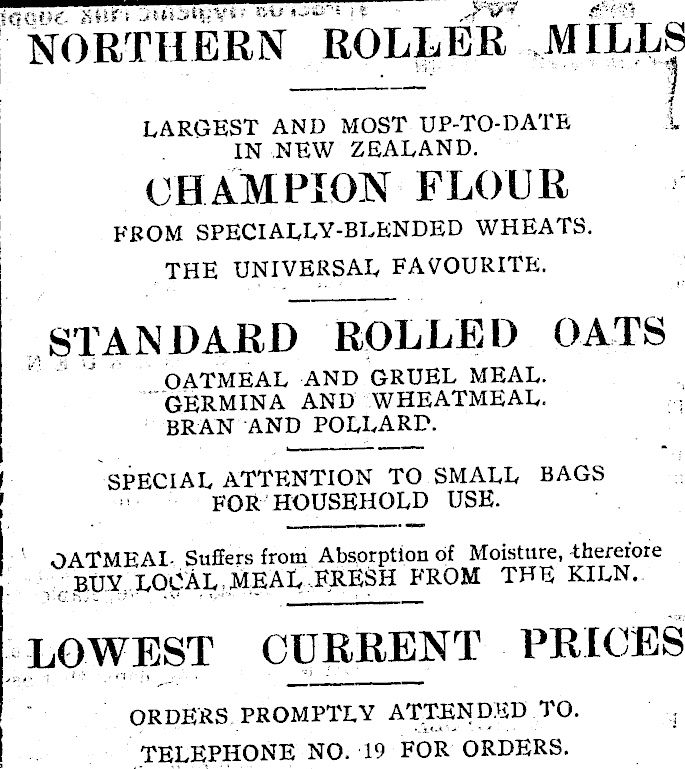 NORTHERN ROLLER MILLS
LARGEST AND MOST UP-TO-DATE
IN NEW ZEALAND.
CHAMPION FLOUR
FROM SPECIALLY-BLENDED WHEATS.
THE UNIVERSAL FAVOURITE.
STANDARD ROLLED OATS
OATMEAL AND GRUEL MEAL.
GERMINA AND WHEATMEAL.
BRAN AND POLLARD.
SPECIAL ATTENTION TO SMALL BAGS
FOR HOUSEHOLD USE.
OATMEAL Suffers from Absorption of Moisture, therefore
BUY LOCAL MEAL FRESH FROM THE KILN.
LOWEST CURRENT PRICES
ORDERS PROMPTLY ATTENDED TO.
TELEPHONE NO. 19 FOR ORDERS.